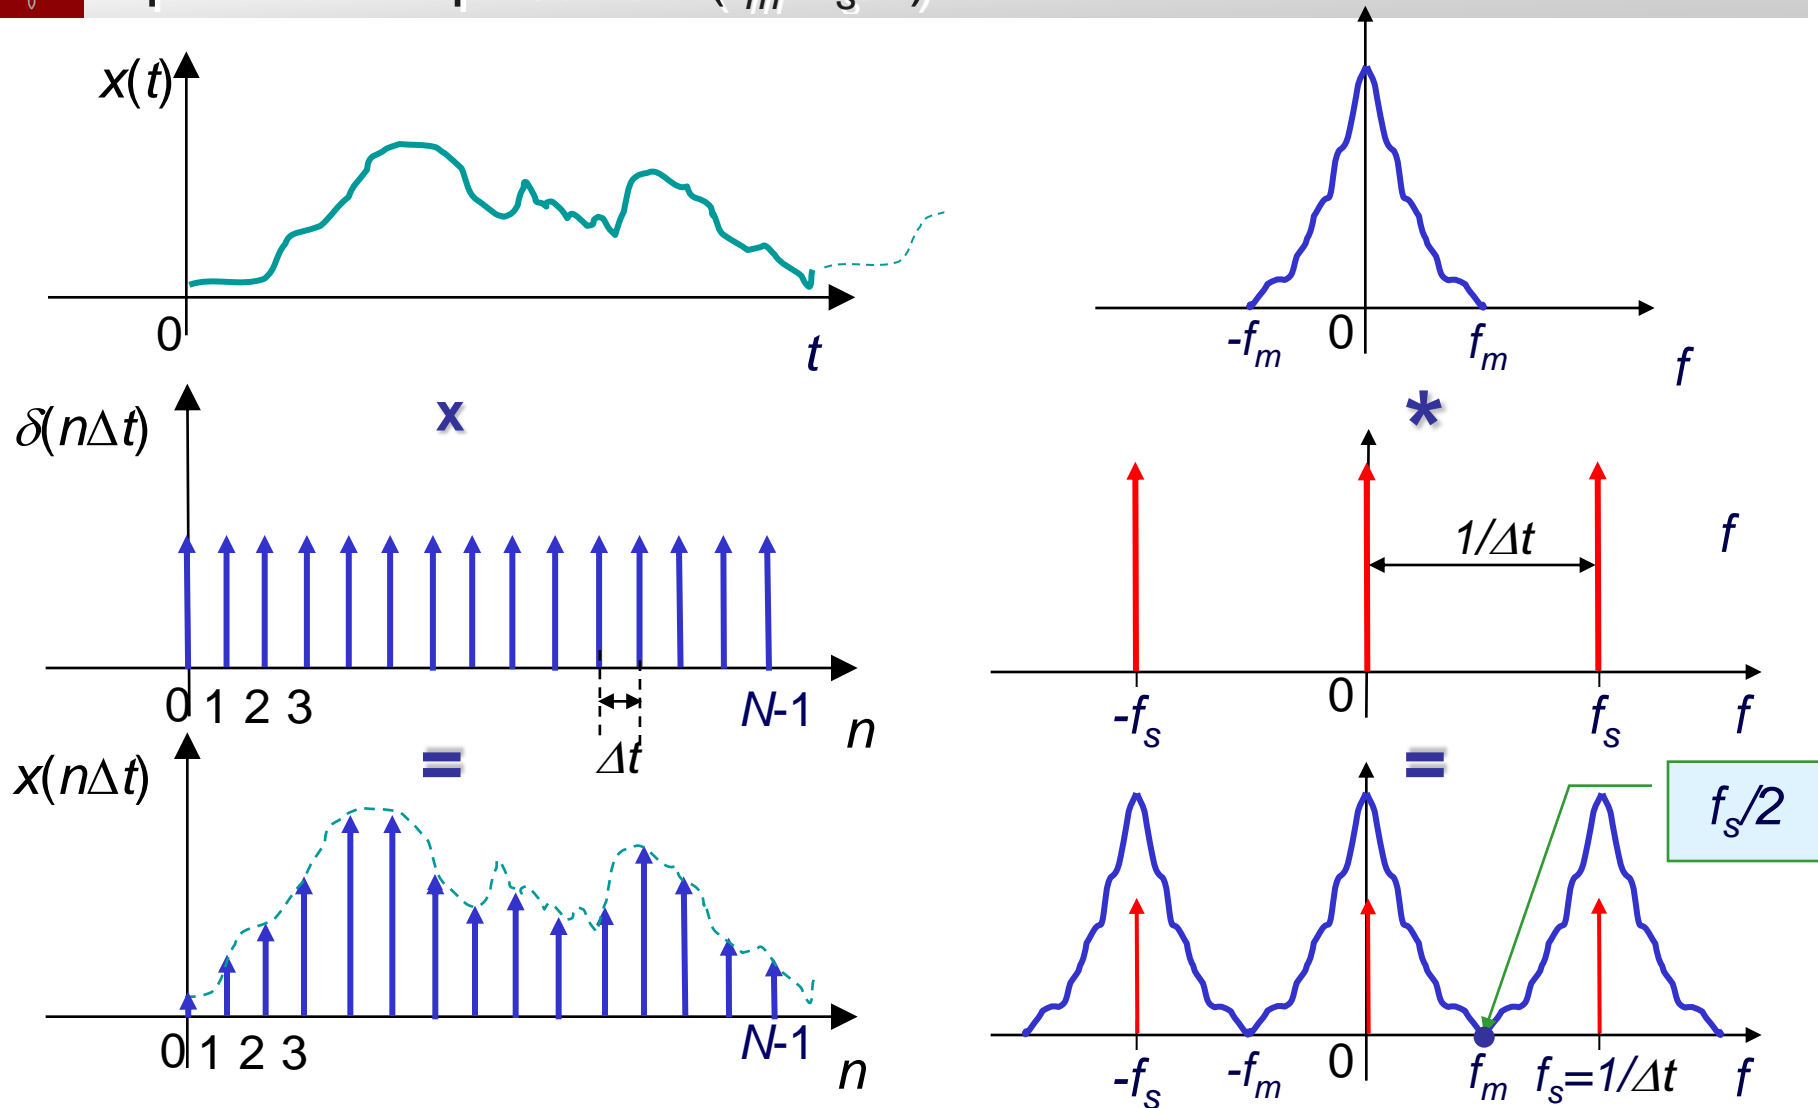 x(t)
0
t
-fm
0
fm
f
δ(nΔt)
x
0 1 2 3
Δt
N-1
n
*
1/Δt
f
-fs
0
fs
f
x(nΔt)
=
0 1 2 3
N-1
n
=
fs/2
-fs
-fm
0
fm
fs=1/Δt
f